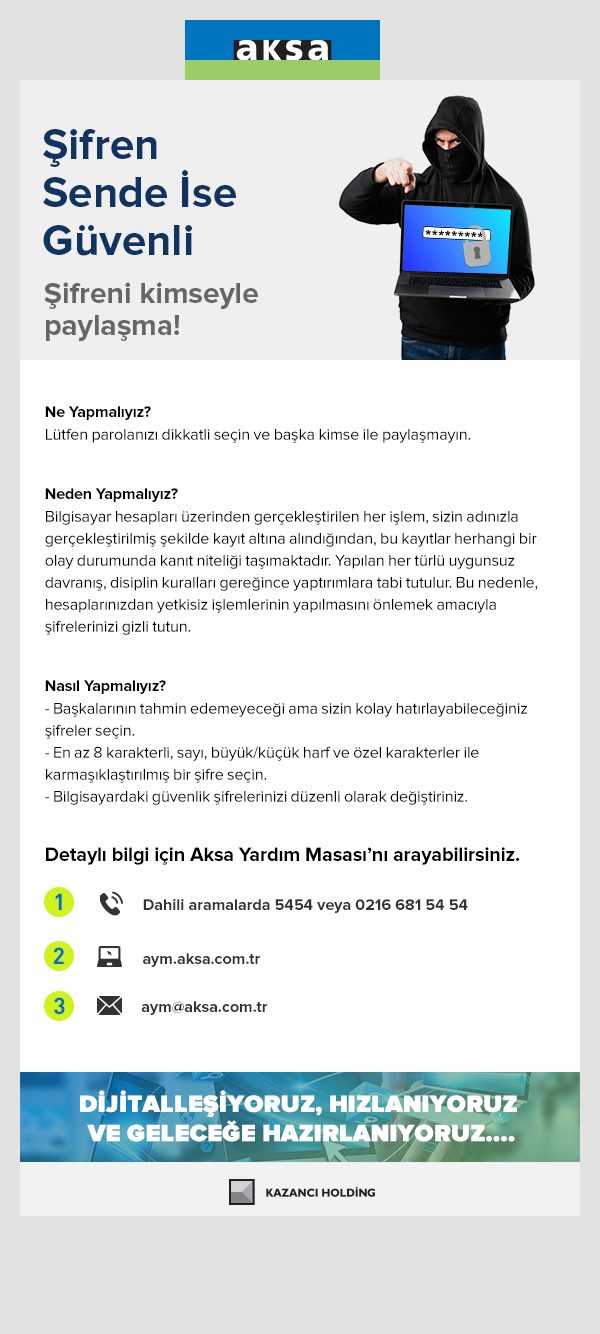 aksa
Şifren
Sende İse
Güvenli
Şifreni kimseyle
paylaşma!
*********
Ne Yapmalıyız?
Lütfen parolanızı dikkatli seçin ve başka kimse ile paylaşmayın.
Neden Yapmalıyız?
Bilgisayar hesapları üzerinden gerçekleştirilen her işlem, sizin adınızla
gerçekleştirilmiş şekilde kayıt altına alındığından, bu kayıtlar herhangi bir
olay durumunda kanıt niteliği taşımaktadır. Yapılan her türlü uygunsuz
davranış, disiplin kuralları gereğince yaptırımlara tabi tutulur. Bu nedenle,
hesaplarınızdan yetkisiz işlemlerinin yapılmasını önlemek amacıyla
şifrelerinizi gizli tutun.
Nasıl Yapmalıyız?
- Başkalarının tahmin edemeyeceği ama sizin kolay hatırlayabileceğiniz
şifreler seçin.
- En az 8 karakterli, sayı, büyük/küçük harf ve özel karakterler ile
karmaşıklaştırılmış bir şifre seçin.
- Bilgisayardaki güvenlik şifrelerinizi düzenli olarak değiştiriniz.
Detaylı bilgi için Aksa Yardım Masası’nı arayabilirsiniz.
1 Dahili aramalarda 5454 veya 0216 681 54 54
2 aym.aksa.com.tr
3 aym@aksa.com.tr
DİJİTALLEŞİYORUZ, HIZLANIYORUZ
VE GELECEĞE HAZIRLANIYORUZ....
KAZANCI HOLDİNG